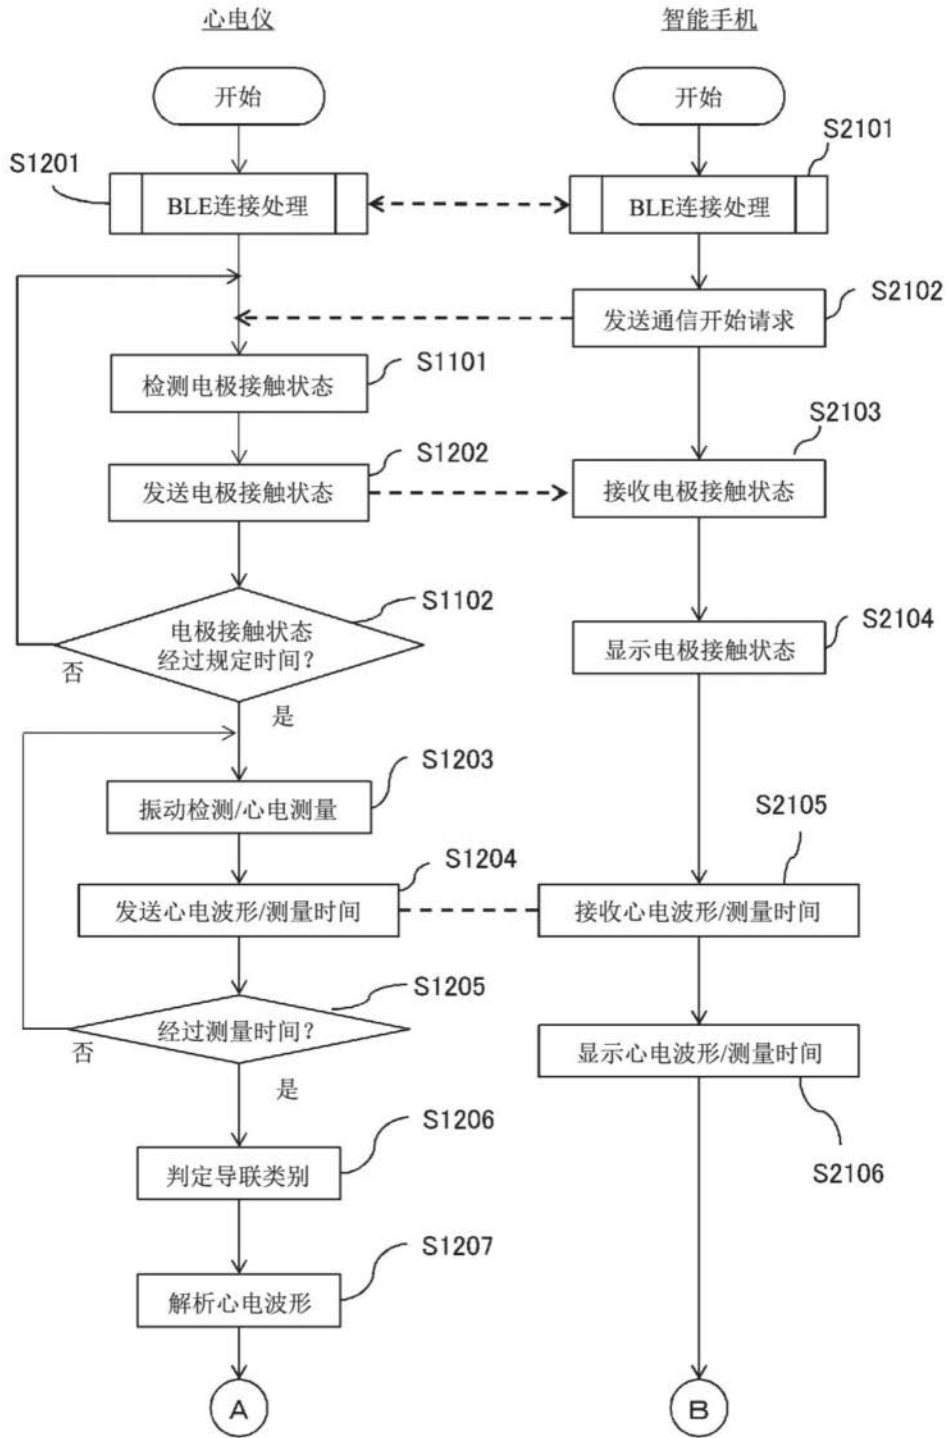 心电仪
智能手机
开始
开始
S2101
S1201
BLE连接处理
BLE连接处理
S2102
发送通信开始请求
S1101
检测电极接触状态
S2103
S1202
发送电极接触状态
接收电极接触状态
S1102
电极接触状态
经过规定时间？
S2104
显示电极接触状态
否
是
S1203
振动检测/心电测量
S2105
S1204
发送心电波形/测量时间
接收心电波形/测量时间
S1205
经过测量时间？
显示心电波形/测量时间
否
是
S1206
判定导联类别
S2106
S1207
解析心电波形
A
B